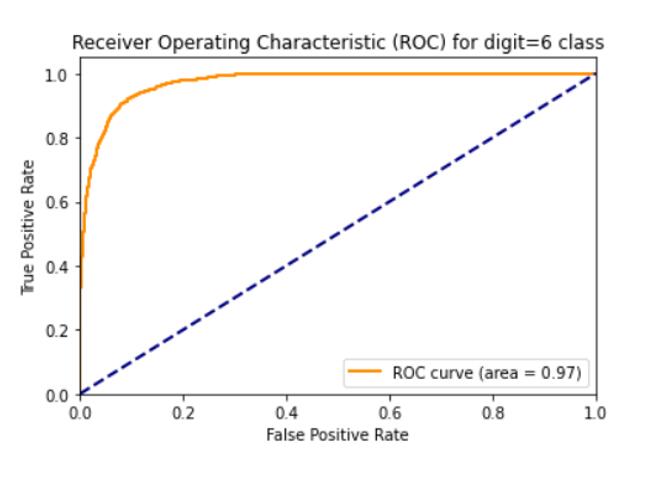 Receiver Operating Characteristic (ROC) for digit=6 class
1.0
0.8
0.6
0.4
0.2
0.0
True Positive Rate
ROC curve (area = 0.97)
0.0 0.2 0.4 0.6 0.8 1.0
False Positive Rate